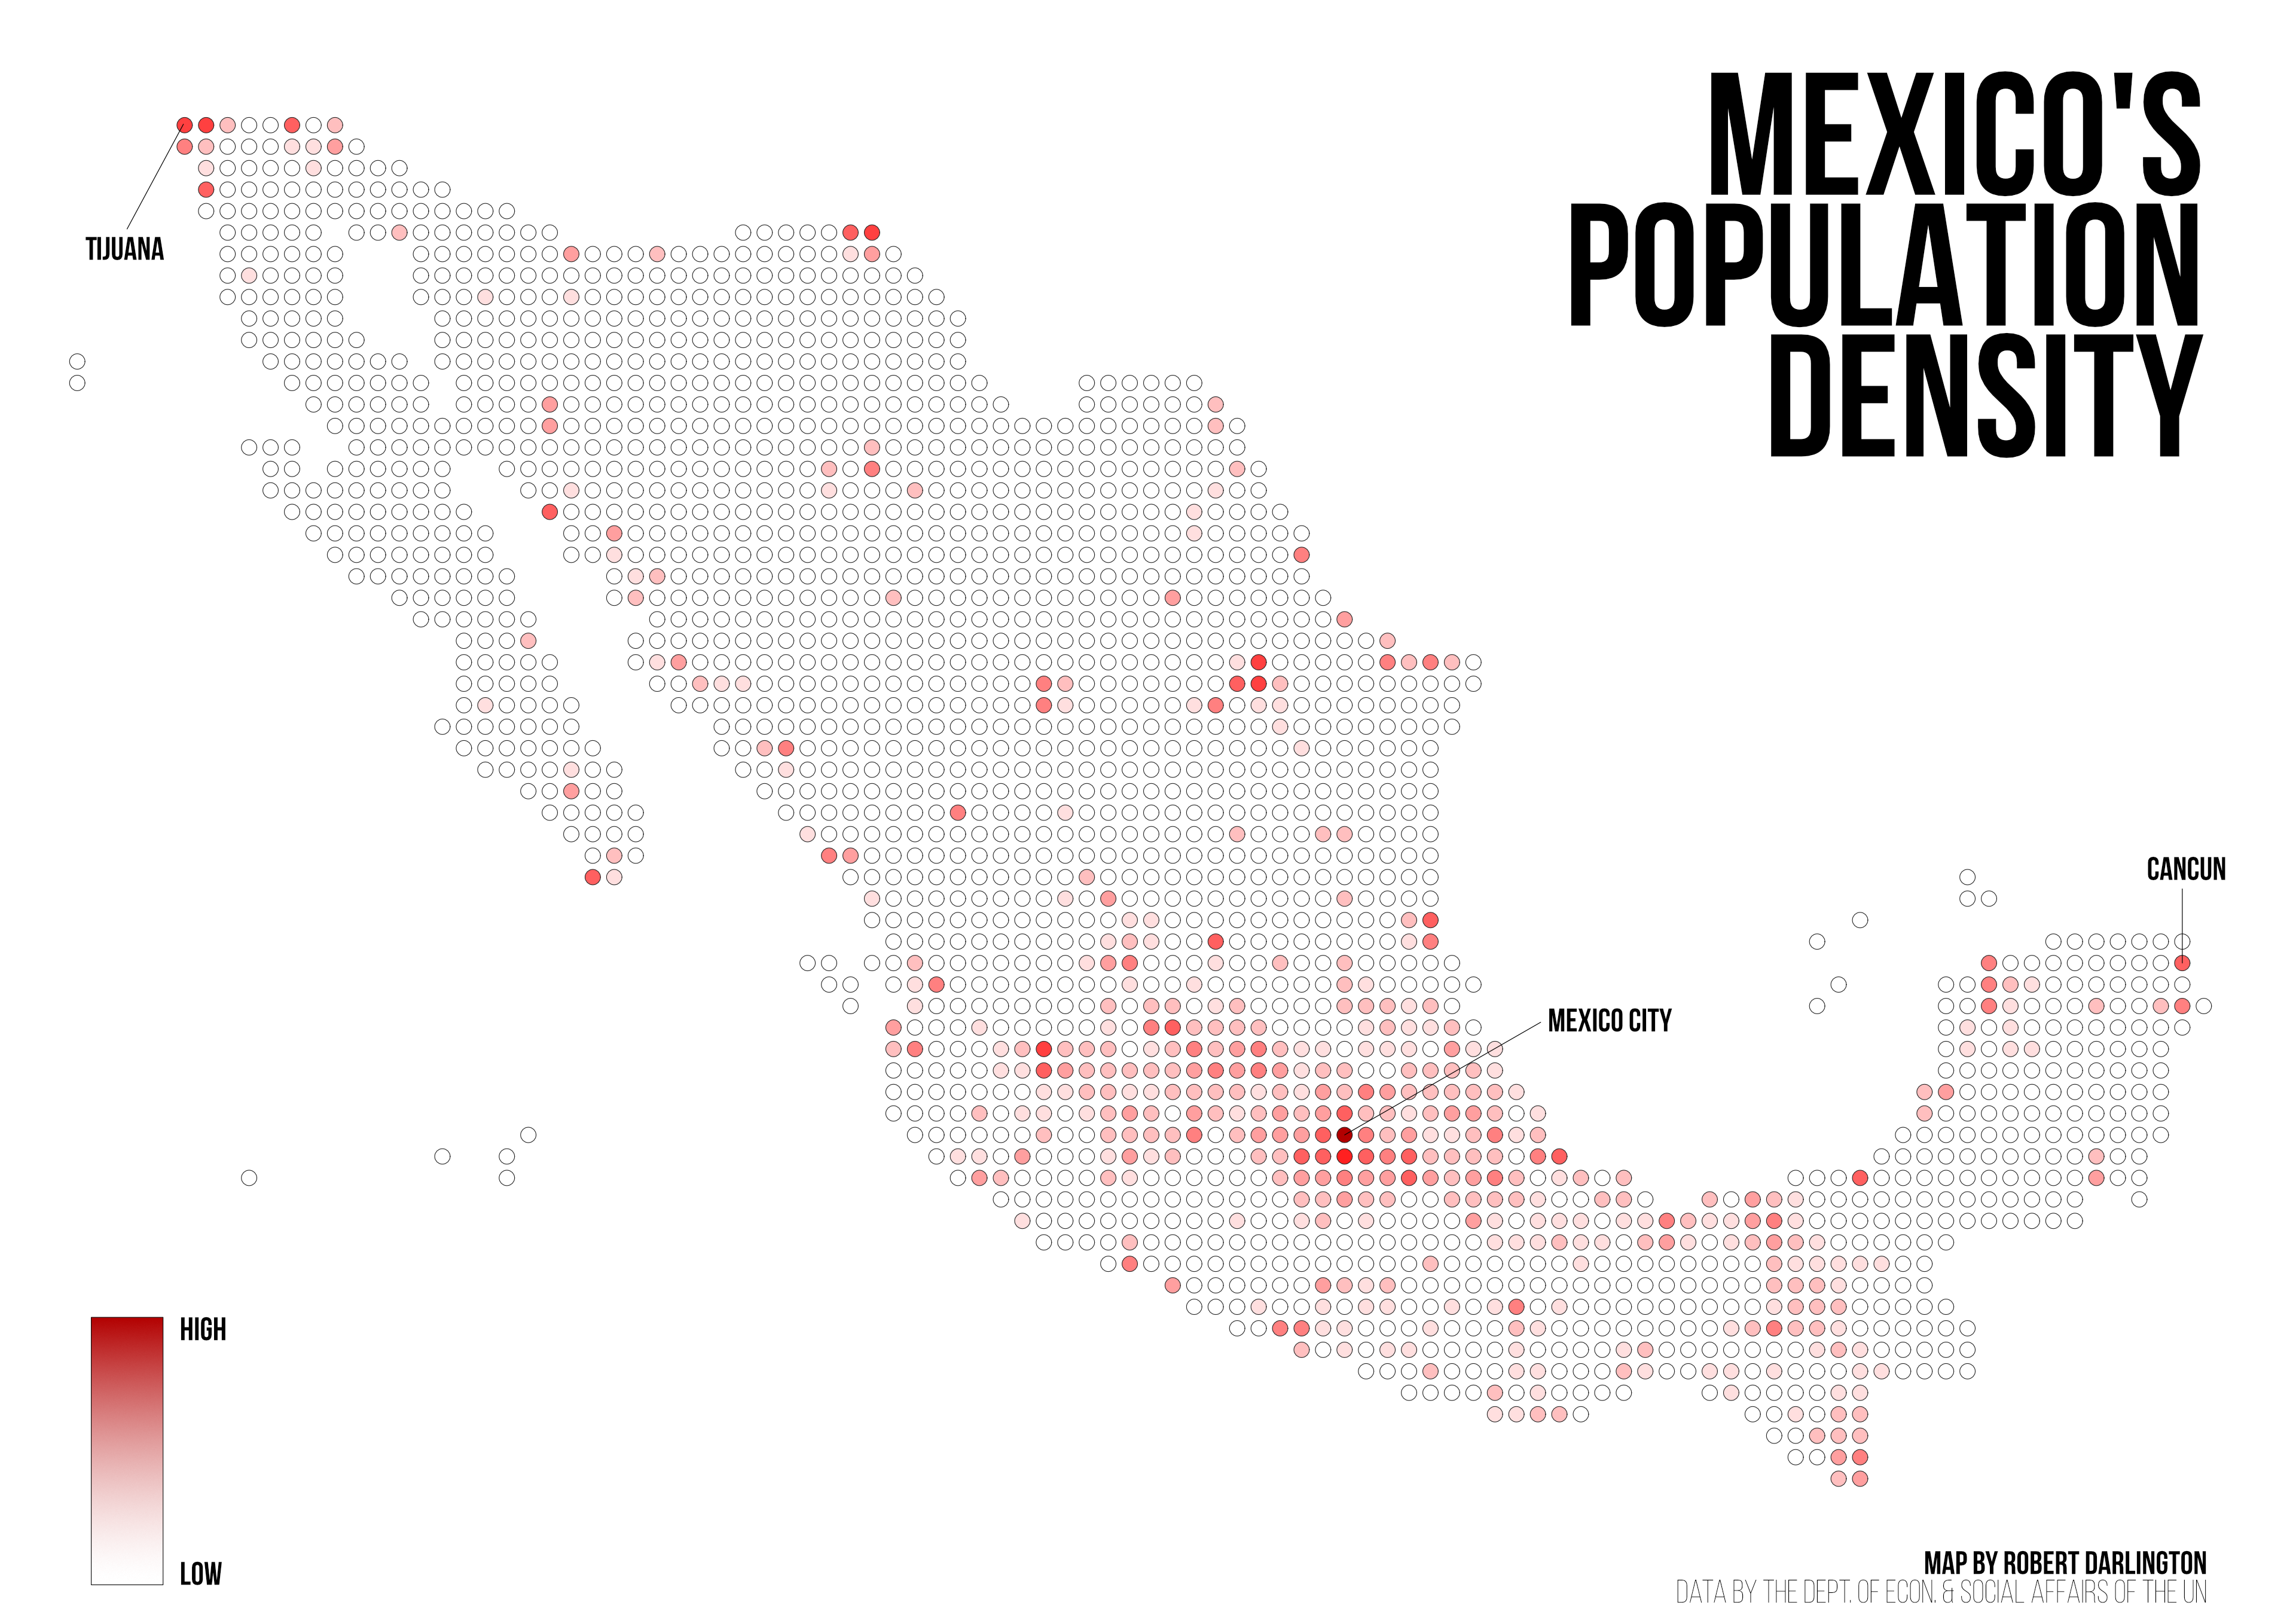 MEXICO'S
POPULATION
DENSITY
TIJUANA
CANCUN
MEXICO CITY
HIGH
LOW
MAP BY ROBERT DARLINGTON
DATA BY THE DEPT. OF ECON. & SOCIAL AFFAIRS OF THE UN